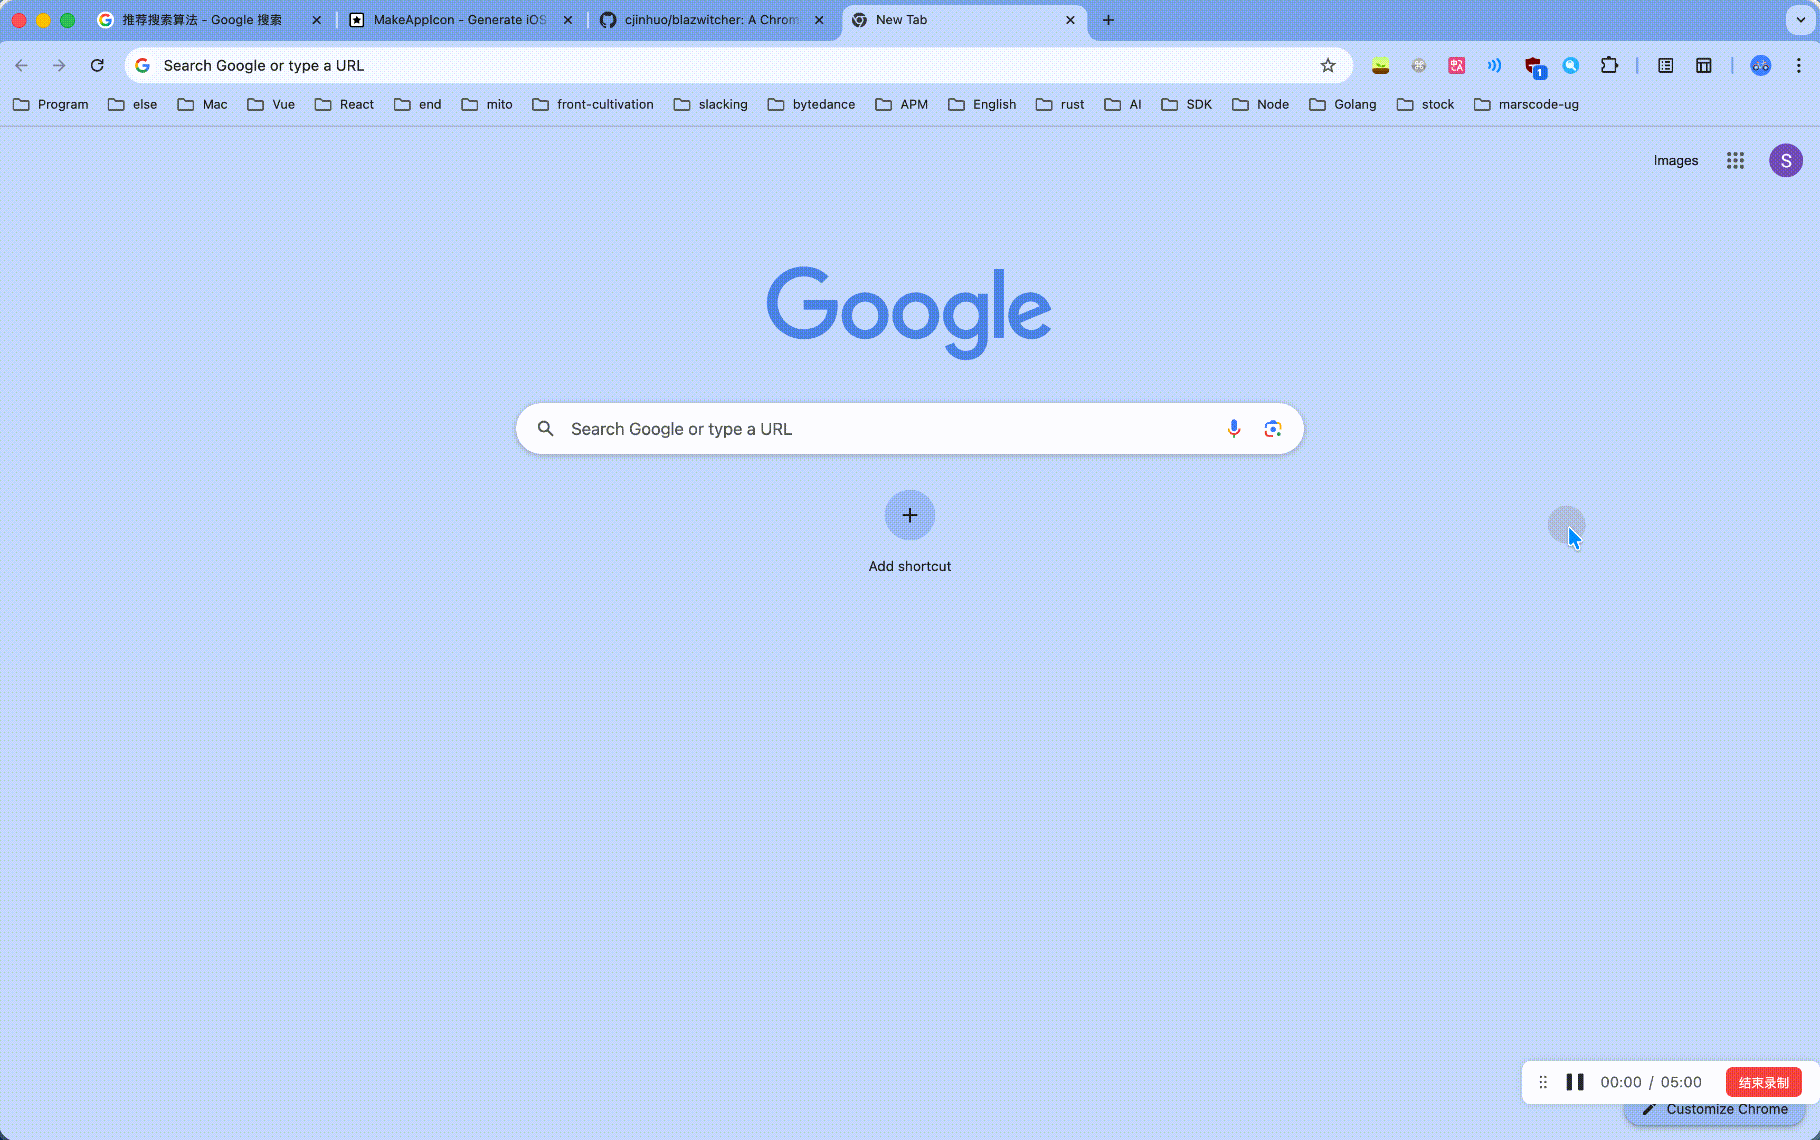 推荐搜索算法 - Google 搜索
MakeAppIcon - Generate iOS
cjinhuo/blazwitcher: A Chrom
New Tab
Search Google or type a URL
1
Program
else
Mac
Vue
React
end
mito
front-cultivation
slacking
bytedance
APM
English
rust
AI
SDK
Node
Golang
stock
marscode-ug
Images
S
Google
Search Google or type a URL
Add shortcut
00:00 / 05:00
结束录制
Customize Chrome